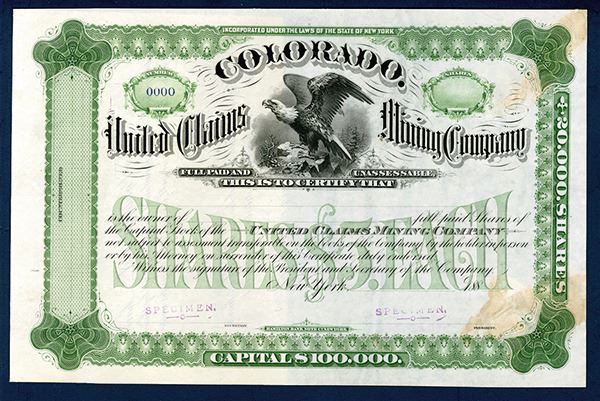 INCORPORATED UNDER THE LAWS OF THE STATE OF NEW YORK
COLORADO.
NUMBER
0000
SHARES
United Claims Mining Company
FULL PAID AND UNASSESSABLE
THIS IS TO CERTIFY THAT
is the owner of full paid Shares of
the Capital Stock of the UNITED CLAIMS MINING COMPANY
not subject to assessment transferable on the books of the Company by the holder in person
or by his Attorney on surrender of this Certificate duly endorsed.
Witness the signature of the President and Secretary of the Company.
New York, 18
SHARES $5. EACH
SPECIMEN.
SPECIMEN.
HAMILTON BANK NOTE CO. NEW YORK.
PRESIDENT.
CAPITAL $100,000.
20,000, SHARES